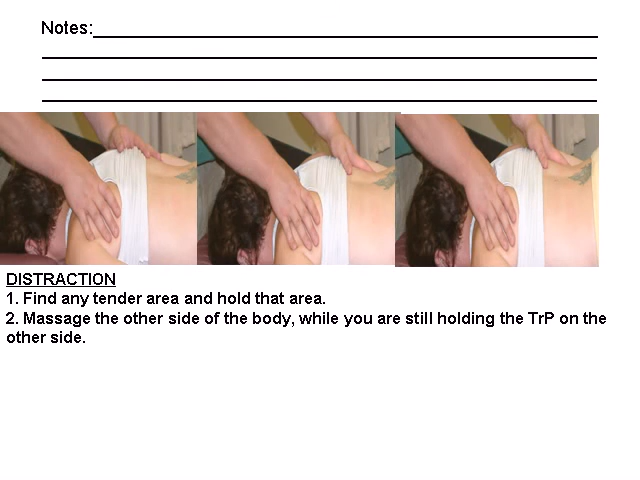 Notes:
DISTRACTION
1. Find any tender area and hold that area.
2. Massage the other side of the body, while you are still holding the TrP on the
other side.